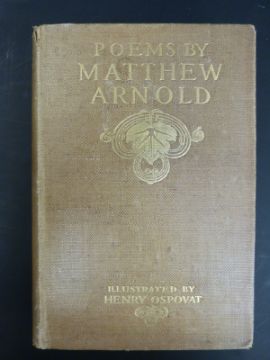 POEMS BY
MATTHEW
ARNOLD
ILLUSTRATED BY
HENRY OSPOVAT